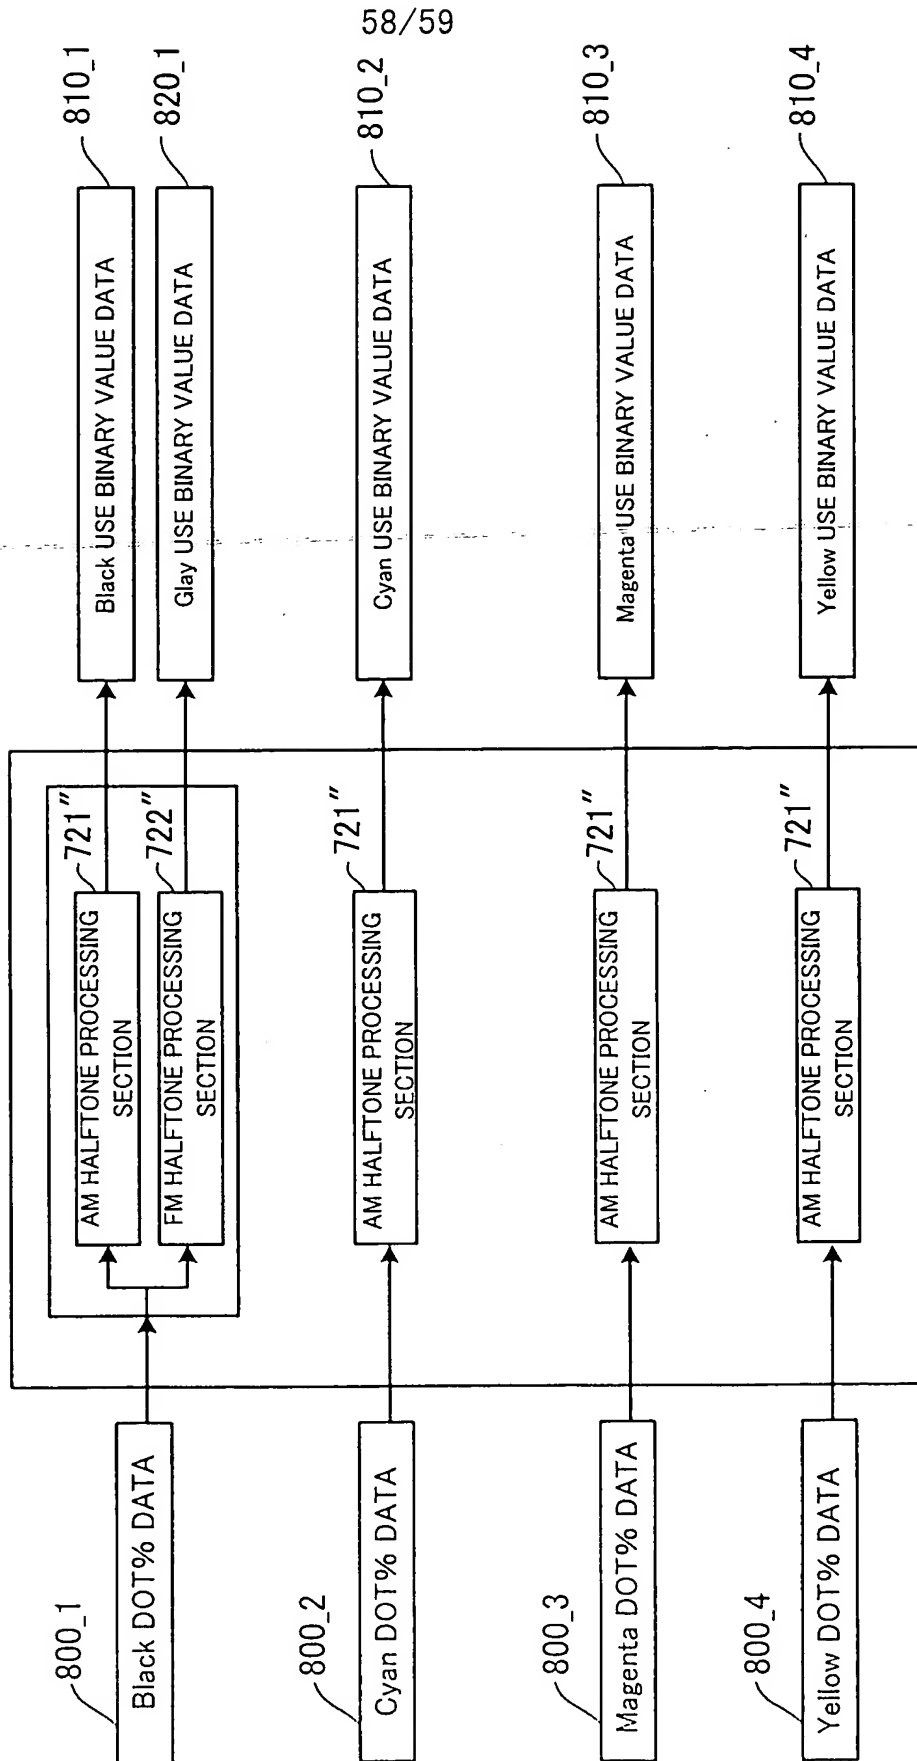 58/59
800_1
Black DOT% DATA
AM HALFTONE PROCESSING
SECTION
721″
FM HALFTONE PROCESSING
SECTION
722″
Black USE BINARY VALUE DATA
810_1
Glay USE BINARY VALUE DATA
820_1
800_2
Cyan DOT% DATA
AM HALFTONE PROCESSING
SECTION
721″
Cyan USE BINARY VALUE DATA
810_2
800_3
Magenta DOT% DATA
AM HALFTONE PROCESSING
SECTION
721″
Magenta USE BINARY VALUE DATA
810_3
800_4
Yellow DOT% DATA
AM HALFTONE PROCESSING
SECTION
721″
Yellow USE BINARY VALUE DATA
810_4